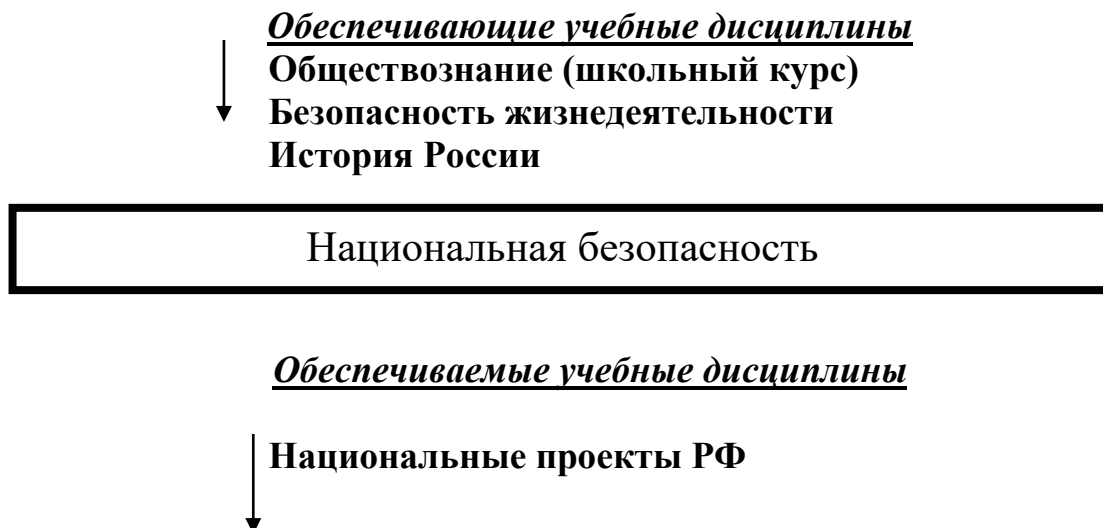 Обеспечивающие учебные дисциплины
Обществознание (школьный курс)
Безопасность жизнедеятельности
История России
Национальная безопасность
Обеспечиваемые учебные дисциплины
Национальные проекты РФ